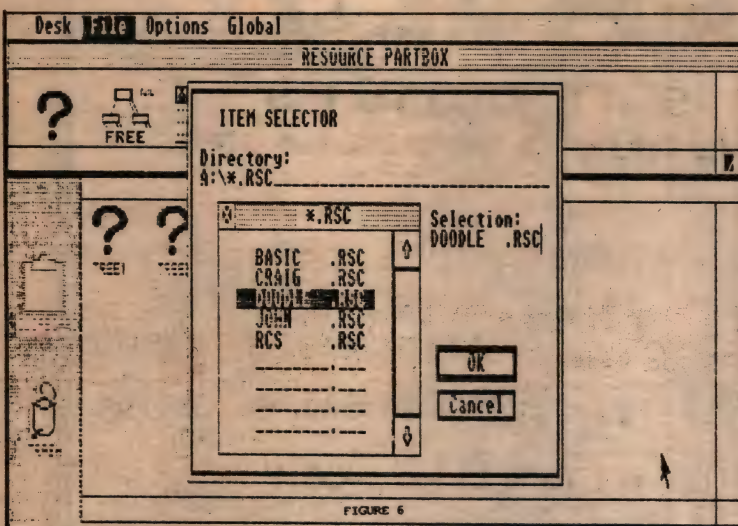 Desk File Options Global
RESOURCE PARTBOX
FREE
ITEM SELECTOR
Directory:
A:\*.RSC
*.RSC
Selection:
DOODLE .RSC
BASIC .RSC
CRAIG .RSC
DOODLE .RSC
JOHN .RSC
RCS .RSC
OK
Cancel
FIGURE 6